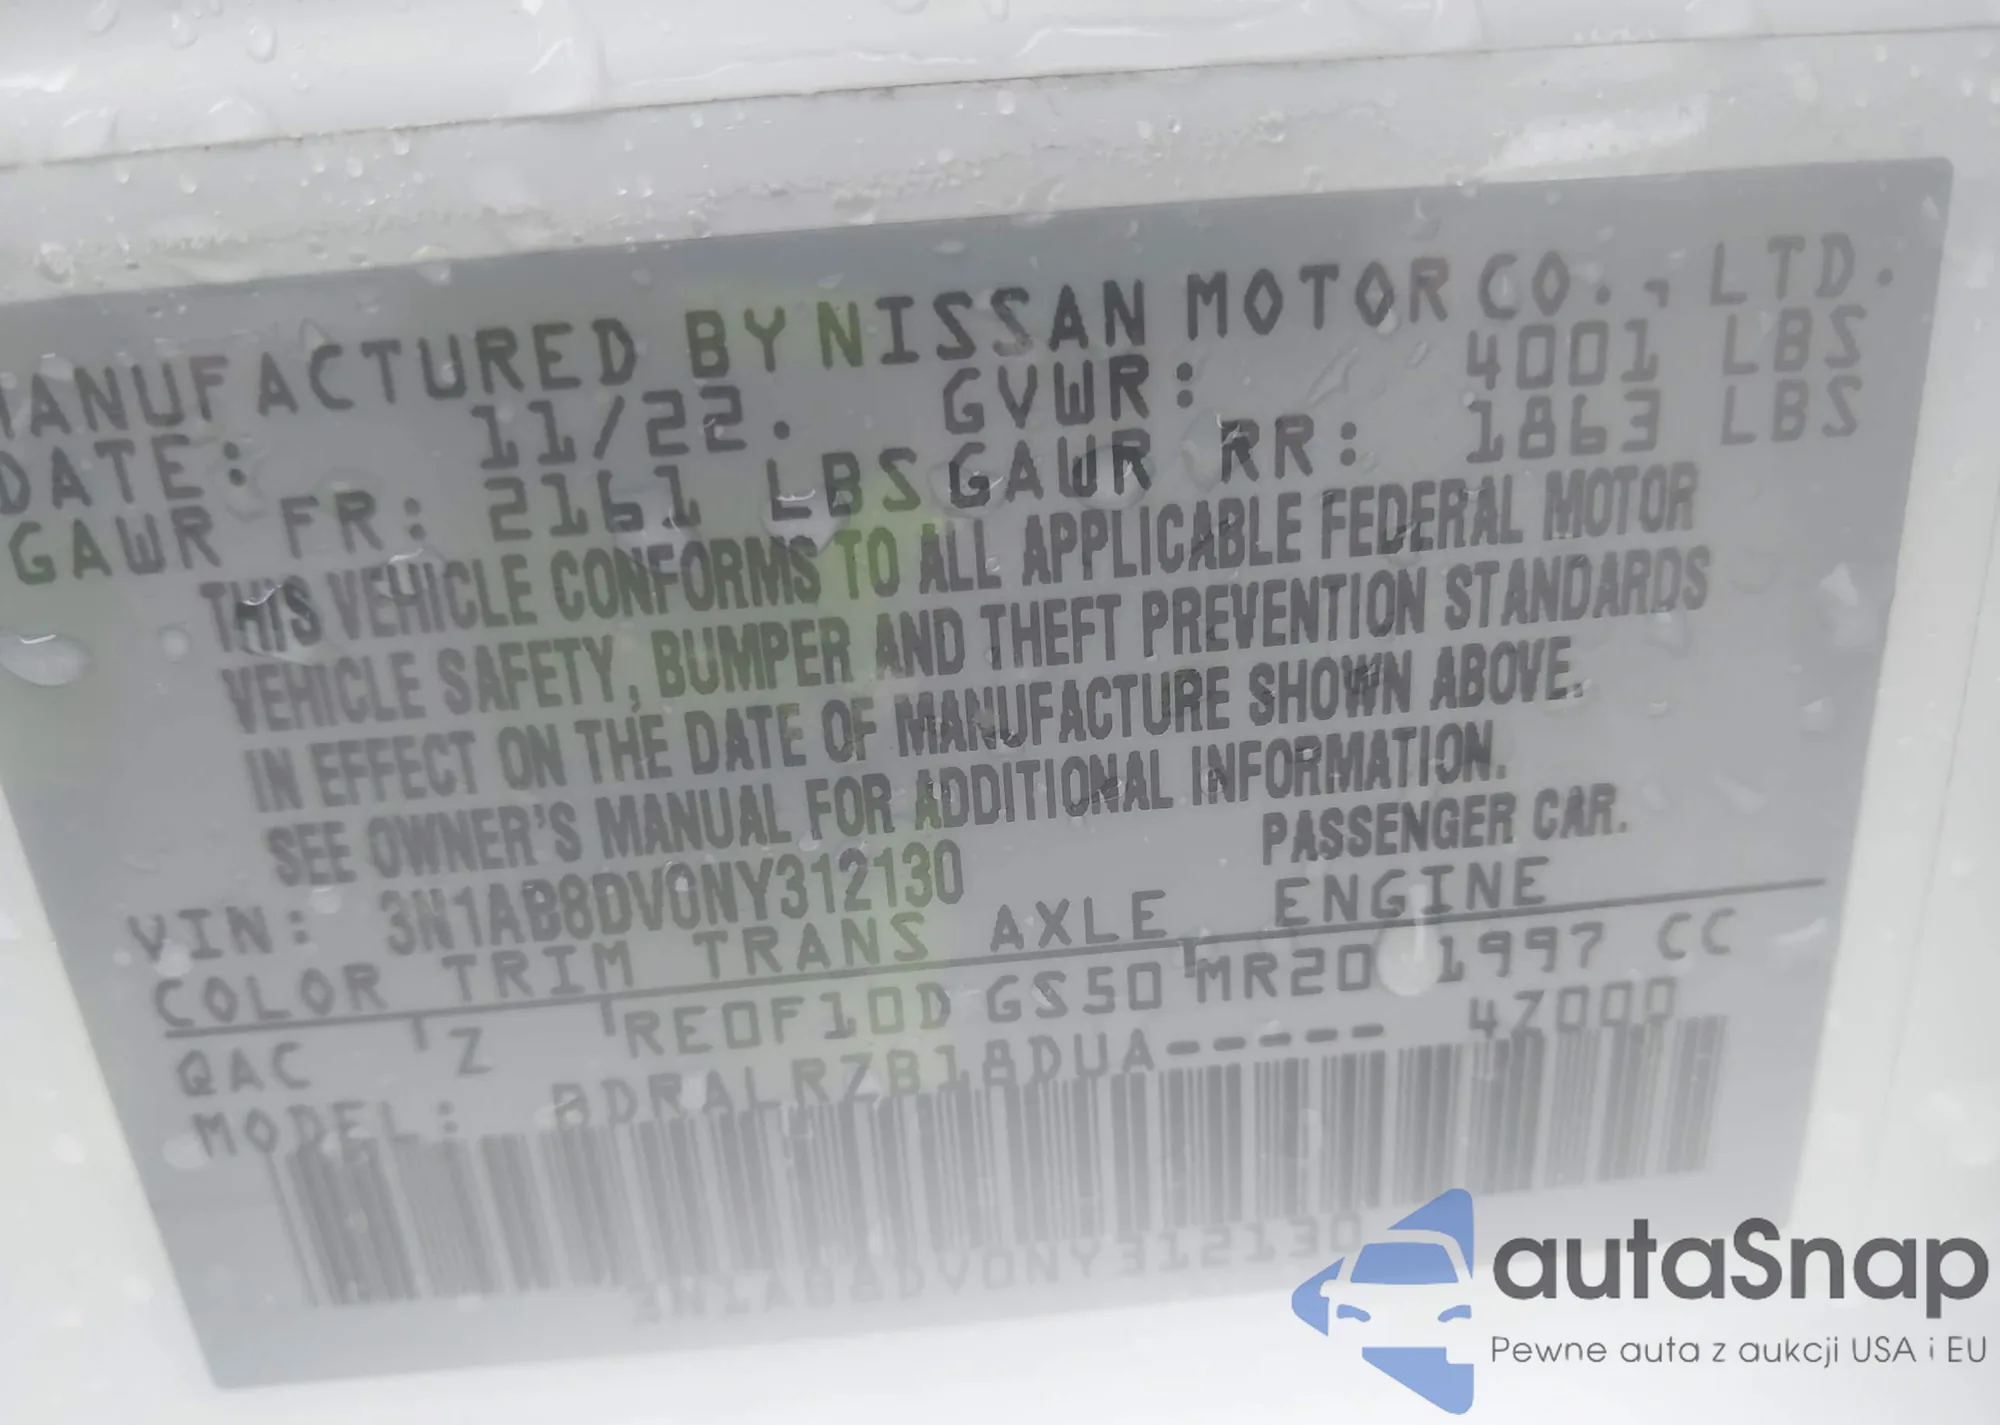 MANUFACTURED BY NISSAN MOTOR CO., LTD.
DATE: 11/22. GVWR: 4001 LBS
GAWR FR: 2161 LBS GAWR RR: 1863 LBS
THIS VEHICLE CONFORMS TO ALL APPLICABLE FEDERAL MOTOR
VEHICLE SAFETY, BUMPER AND THEFT PREVENTION STANDARDS
IN EFFECT ON THE DATE OF MANUFACTURE SHOWN ABOVE.
SEE OWNER'S MANUAL FOR ADDITIONAL INFORMATION.
VIN: 3N1AB8DV0NY312130 PASSENGER CAR.
COLOR TRIM TRANS AXLE ENGINE
QAC Z RE0F10D GS50 MR20 1997 CC
MODEL: BDRALRZB18DUA----- 4Z000
3N1AB8DV0NY312130
autaSnap
Pewne auta z aukcji USA i EU